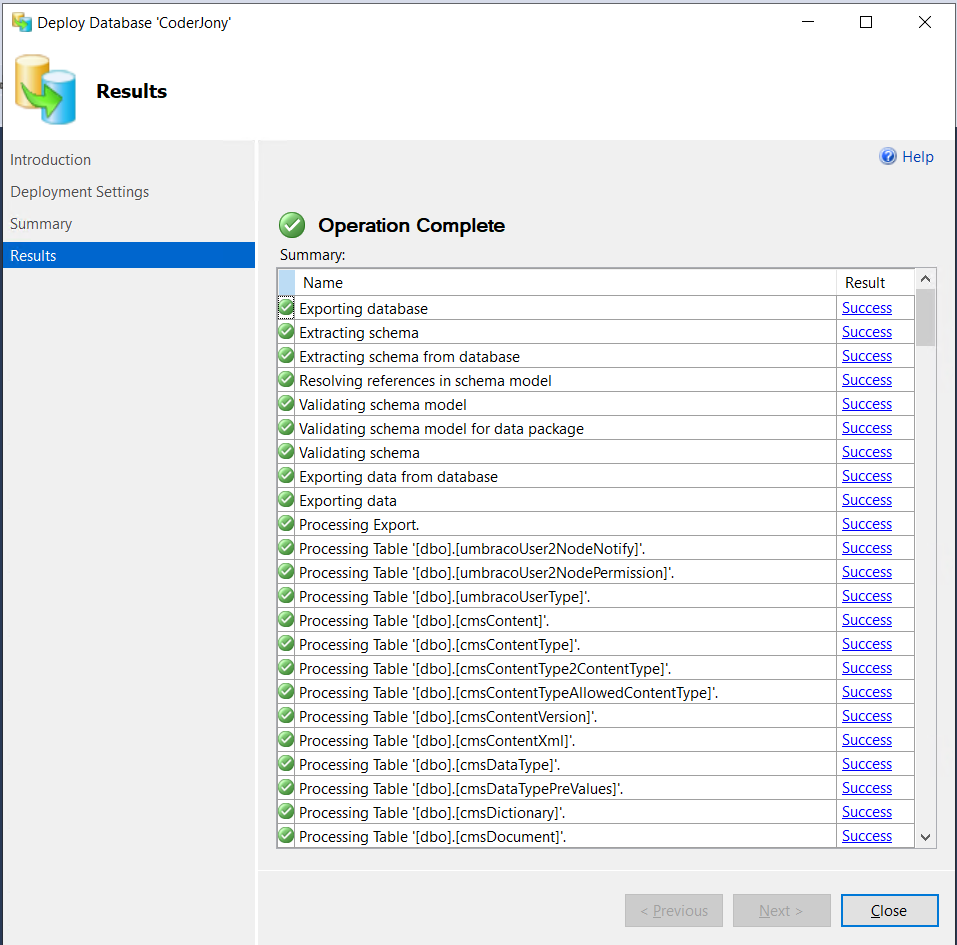 Deploy Database 'CoderJony'
Results
Introduction
Deployment Settings
Summary
Results
Help
Operation Complete
Summary:
Name Result
Exporting database Success
Extracting schema Success
Extracting schema from database Success
Resolving references in schema model Success
Validating schema model Success
Validating schema model for data package Success
Validating schema Success
Exporting data from database Success
Exporting data Success
Processing Export. Success
Processing Table '[dbo].[umbracoUser2NodeNotify]'. Success
Processing Table '[dbo].[umbracoUser2NodePermission]'. Success
Processing Table '[dbo].[umbracoUserType]'. Success
Processing Table '[dbo].[cmsContent]'. Success
Processing Table '[dbo].[cmsContentType]'. Success
Processing Table '[dbo].[cmsContentType2ContentType]'. Success
Processing Table '[dbo].[cmsContentTypeAllowedContentType]'. Success
Processing Table '[dbo].[cmsContentVersion]'. Success
Processing Table '[dbo].[cmsContentXml]'. Success
Processing Table '[dbo].[cmsDataType]'. Success
Processing Table '[dbo].[cmsDataTypePreValues]'. Success
Processing Table '[dbo].[cmsDictionary]'. Success
Processing Table '[dbo].[cmsDocument]'. Success
< Previous Next > Close